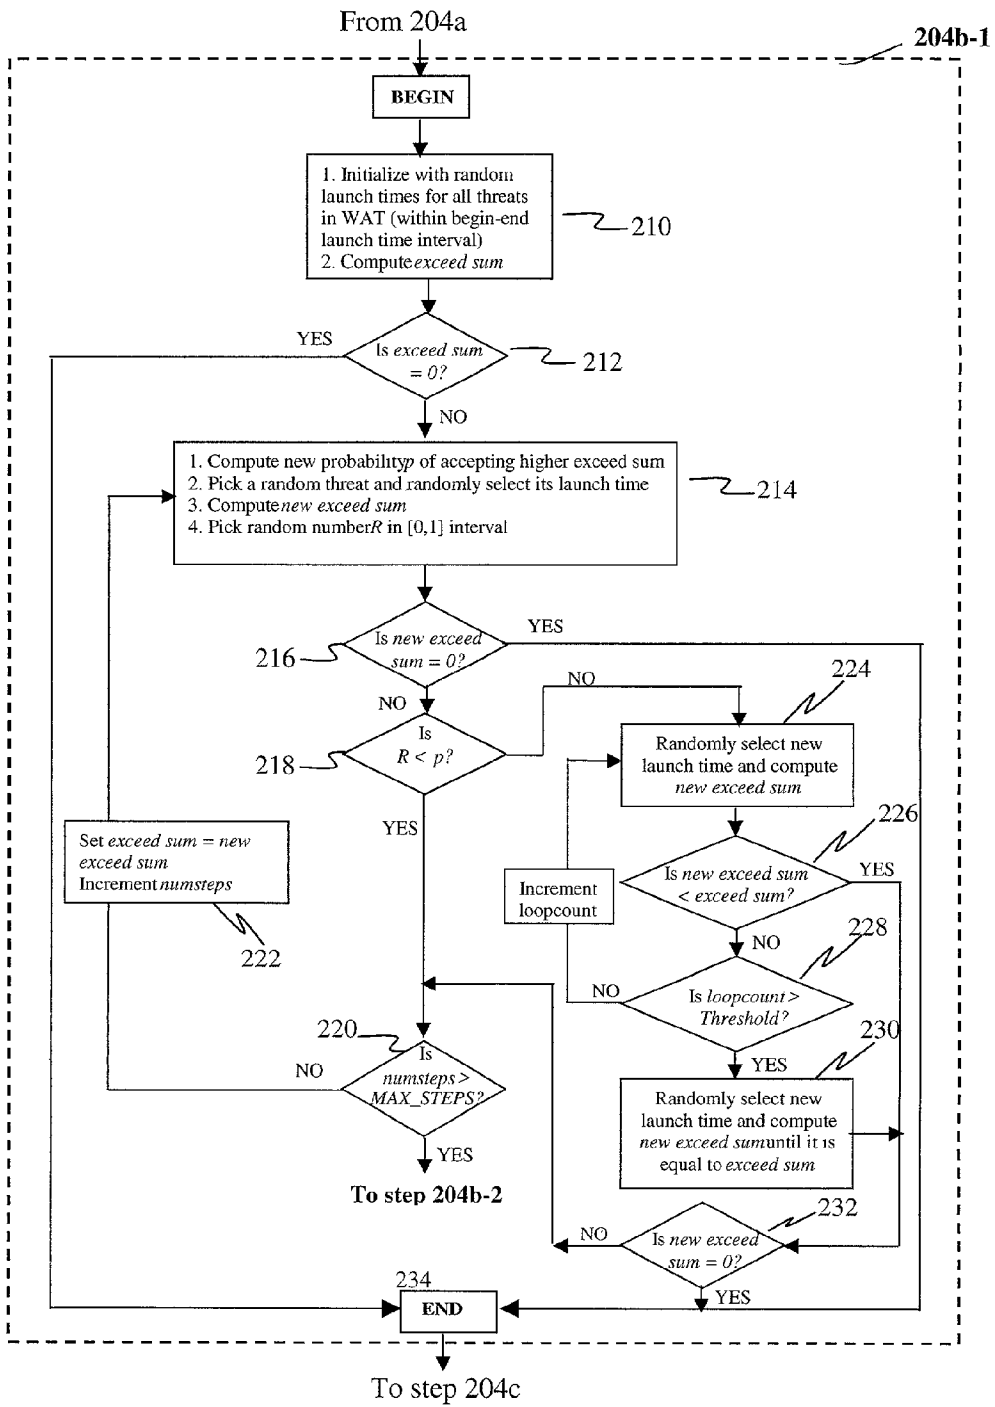 From 204a
204b-1
BEGIN
1. Initialize with random
launch times for all threats
in WAT (within begin-end
launch time interval)
2. Compute exceed sum
210
YES
Is exceed sum
= 0?
212
NO
1. Compute new probability p of accepting higher exceed sum
2. Pick a random threat and randomly select its launch time
3. Compute new exceed sum
4. Pick random number R in [0,1] interval
214
Is new exceed
sum = 0?
YES
216
NO
NO
224
Is
R < p?
218
Randomly select new
launch time and compute
new exceed sum
YES
226
Set exceed sum = new
exceed sum
Increment numsteps
222
Is new exceed sum
< exceed sum?
YES
Increment
loopcount
NO
228
NO
Is loopcount >
Threshold?
220
230
Is
numsteps >
MAX_STEPS?
NO
YES
Randomly select new
launch time and compute
new exceed sum until it is
equal to exceed sum
YES
To step 204b-2
232
NO
Is new exceed
sum = 0?
YES
234
END
To step 204c